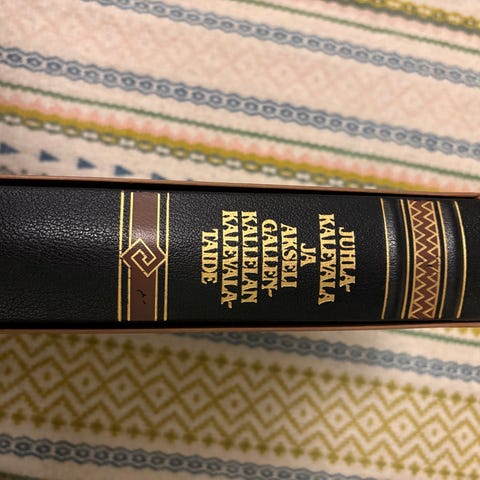 JUHLA-
KALEVALA
JA
AKSELI
GALLEN-
KALLELAN
KALEVALA-
TAIDE